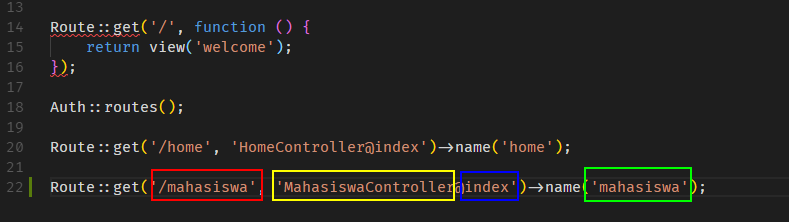 13
14 Route::get('/', function () {
15 return view('welcome');
16 });
17
18 Auth::routes();
19
20 Route::get('/home', 'HomeController@index')->name('home');
21
22 Route::get('/mahasiswa', 'MahasiswaController@index')->name('mahasiswa');